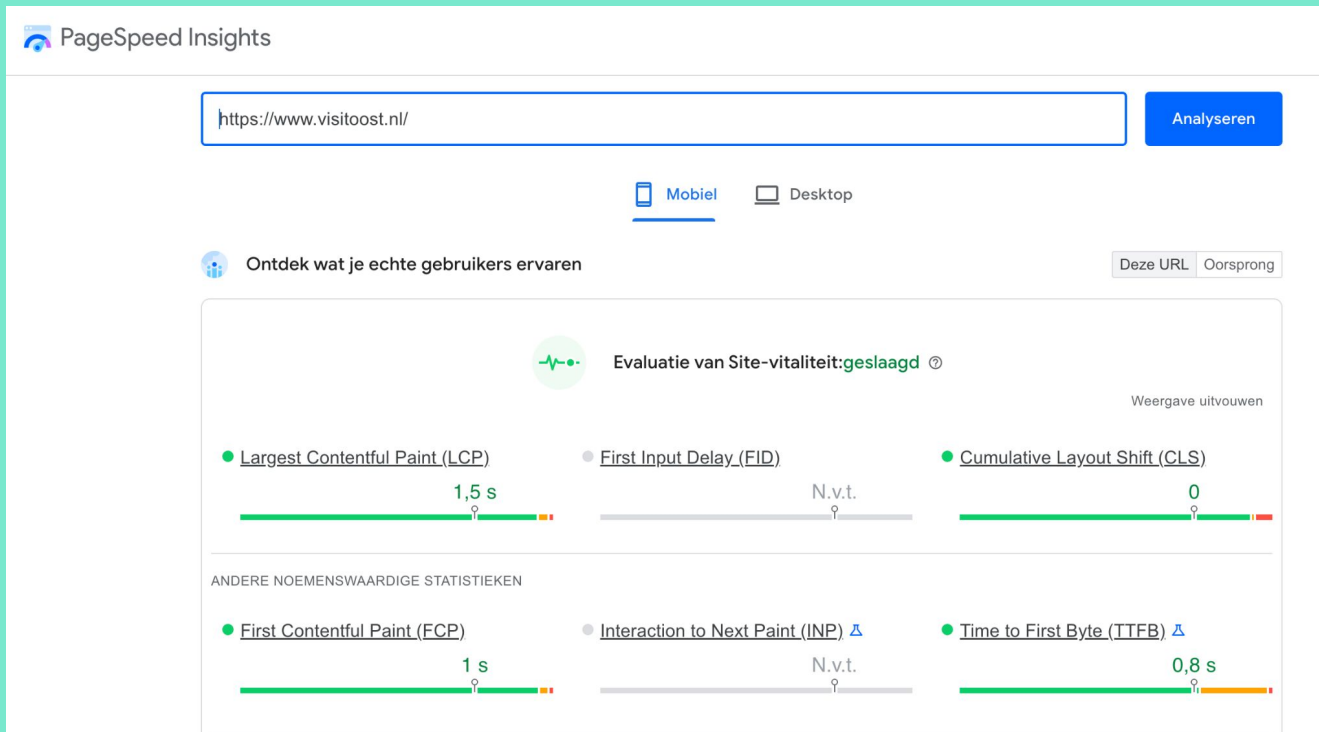 PageSpeed Insights
https://www.visitoost.nl/
Analyseren
Mobiel
Desktop
Ontdek wat je echte gebruikers ervaren
Deze URL
Oorsprong
Evaluatie van Site-vitaliteit:geslaagd
Weergave uitvouwen
Largest Contentful Paint (LCP)
1,5 s
First Input Delay (FID)
N.v.t.
Cumulative Layout Shift (CLS)
0
ANDERE NOEMENSWAARDIGE STATISTIEKEN
First Contentful Paint (FCP)
1 s
Interaction to Next Paint (INP)
N.v.t.
Time to First Byte (TTFB)
0,8 s